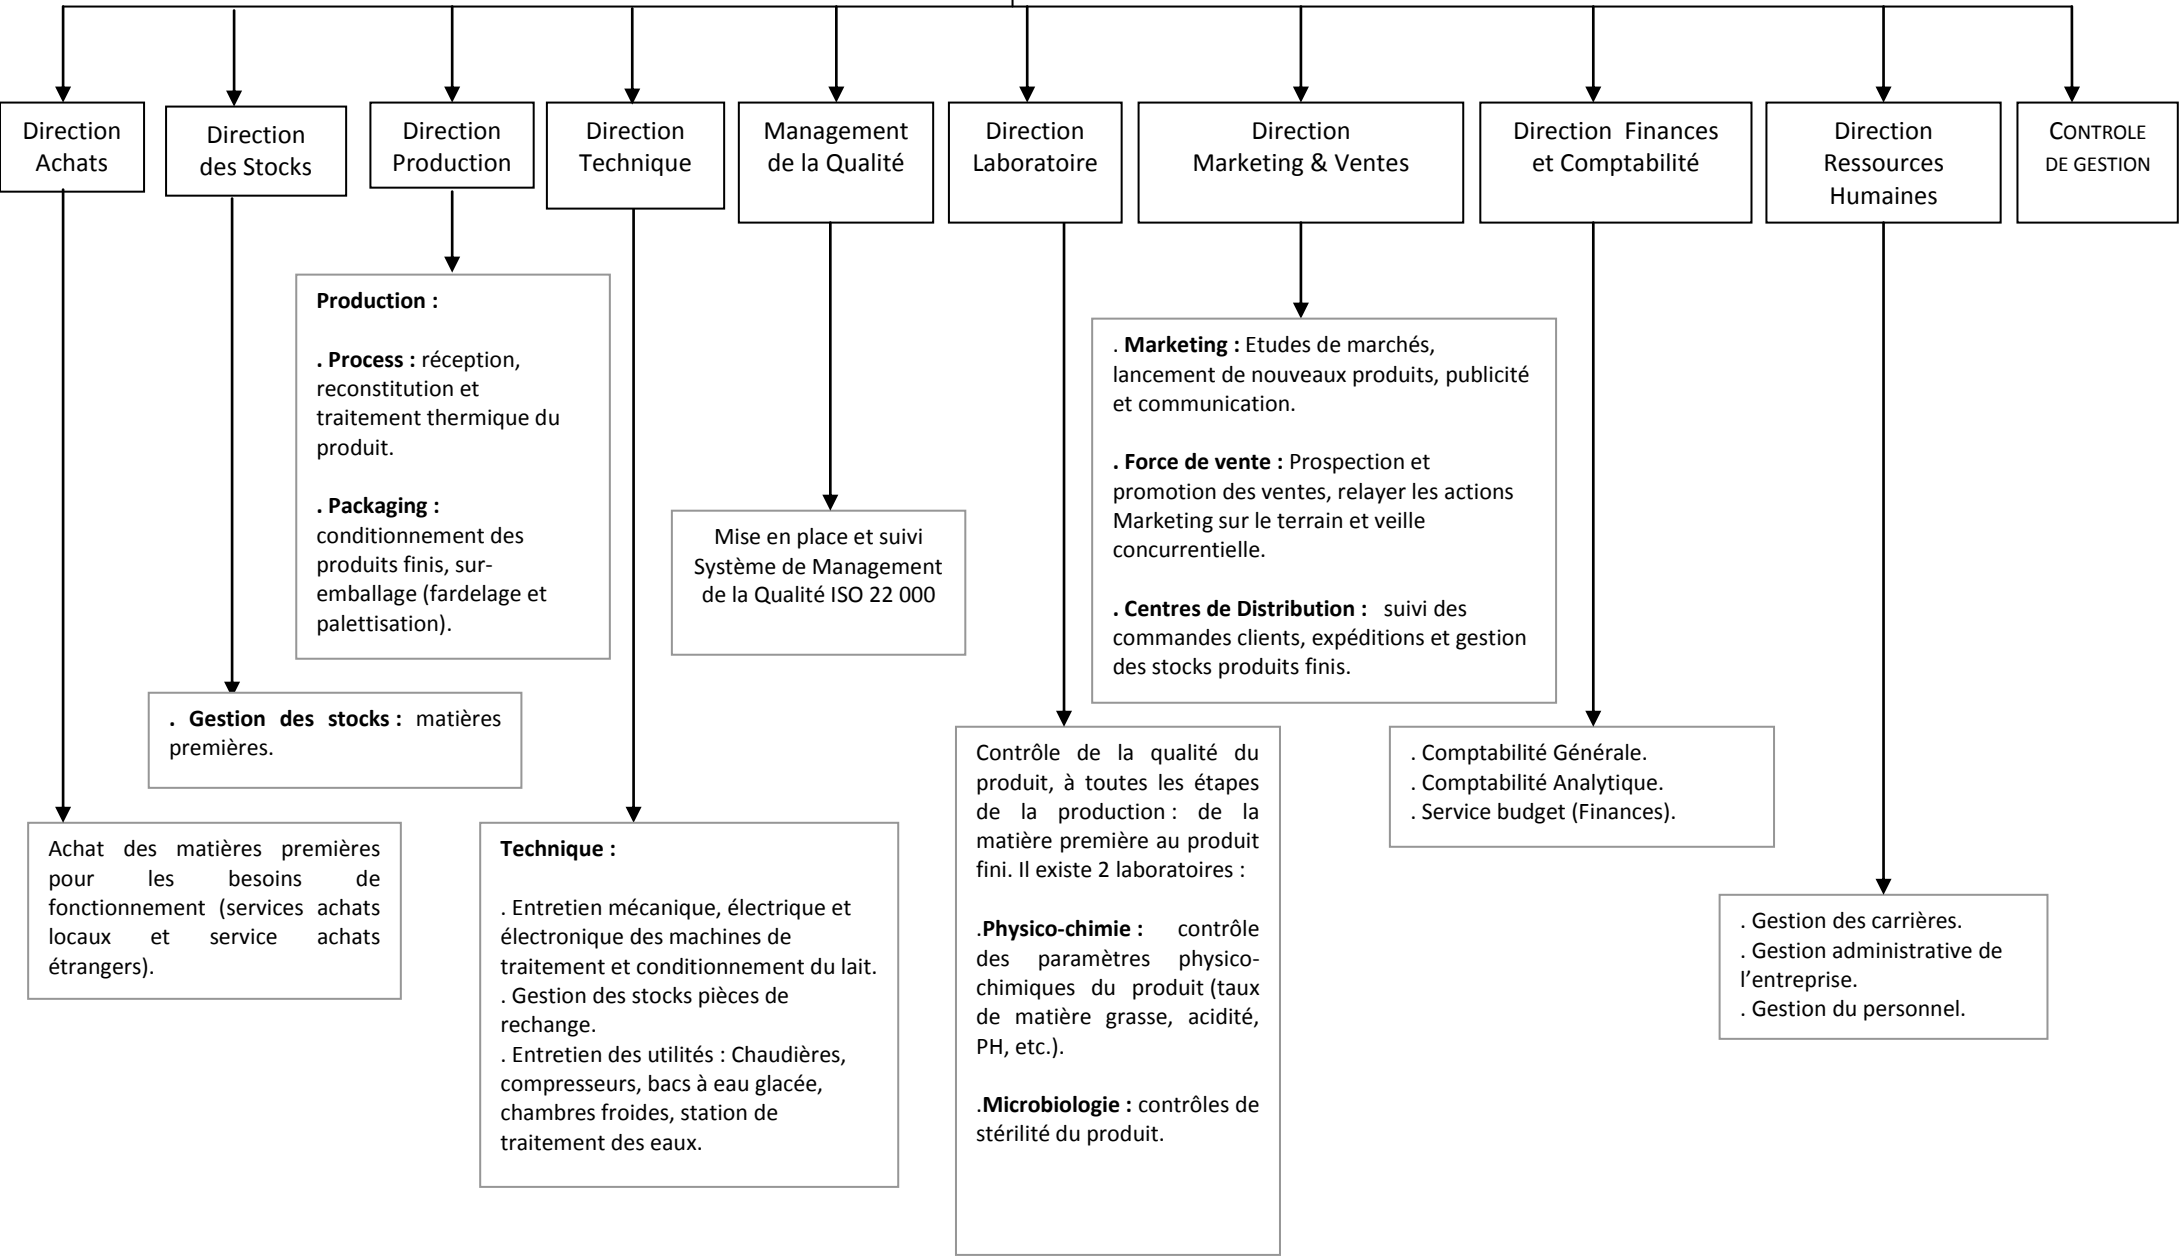 Direction
Achats
Direction
des Stocks
Direction
Production
Direction
Technique
Management
de la Qualité
Direction
Laboratoire
Direction
Marketing & Ventes
Direction Finances
et Comptabilité
Direction
Ressources
Humaines
CONTROLE
DE GESTION
Production :
. Process : réception,
reconstitution et
traitement thermique du
produit.
. Packaging :
conditionnement des
produits finis, sur-
emballage (fardelage et
palettisation).
. Marketing : Etudes de marchés,
lancement de nouveaux produits, publicité
et communication.
. Force de vente : Prospection et
promotion des ventes, relayer les actions
Marketing sur le terrain et veille
concurrentielle.
. Centres de Distribution : suivi des
commandes clients, expéditions et gestion
des stocks produits finis.
Mise en place et suivi
Système de Management
de la Qualité ISO 22 000
. Gestion des stocks : matières
premières.
Contrôle de la qualité du
produit, à toutes les étapes
de la production : de la
matière première au produit
fini. Il existe 2 laboratoires :
.Physico-chimie : contrôle
des paramètres physico-
chimiques du produit (taux
de matière grasse, acidité,
PH, etc.).
.Microbiologie : contrôles de
stérilité du produit.
. Comptabilité Générale.
. Comptabilité Analytique.
. Service budget (Finances).
Achat des matières premières
pour les besoins de
fonctionnement (services achats
locaux et service achats
étrangers).
Technique :
. Entretien mécanique, électrique et
électronique des machines de
traitement et conditionnement du lait.
. Gestion des stocks pièces de
rechange.
. Entretien des utilités : Chaudières,
compresseurs, bacs à eau glacée,
chambres froides, station de
traitement des eaux.
. Gestion des carrières.
. Gestion administrative de
l’entreprise.
. Gestion du personnel.